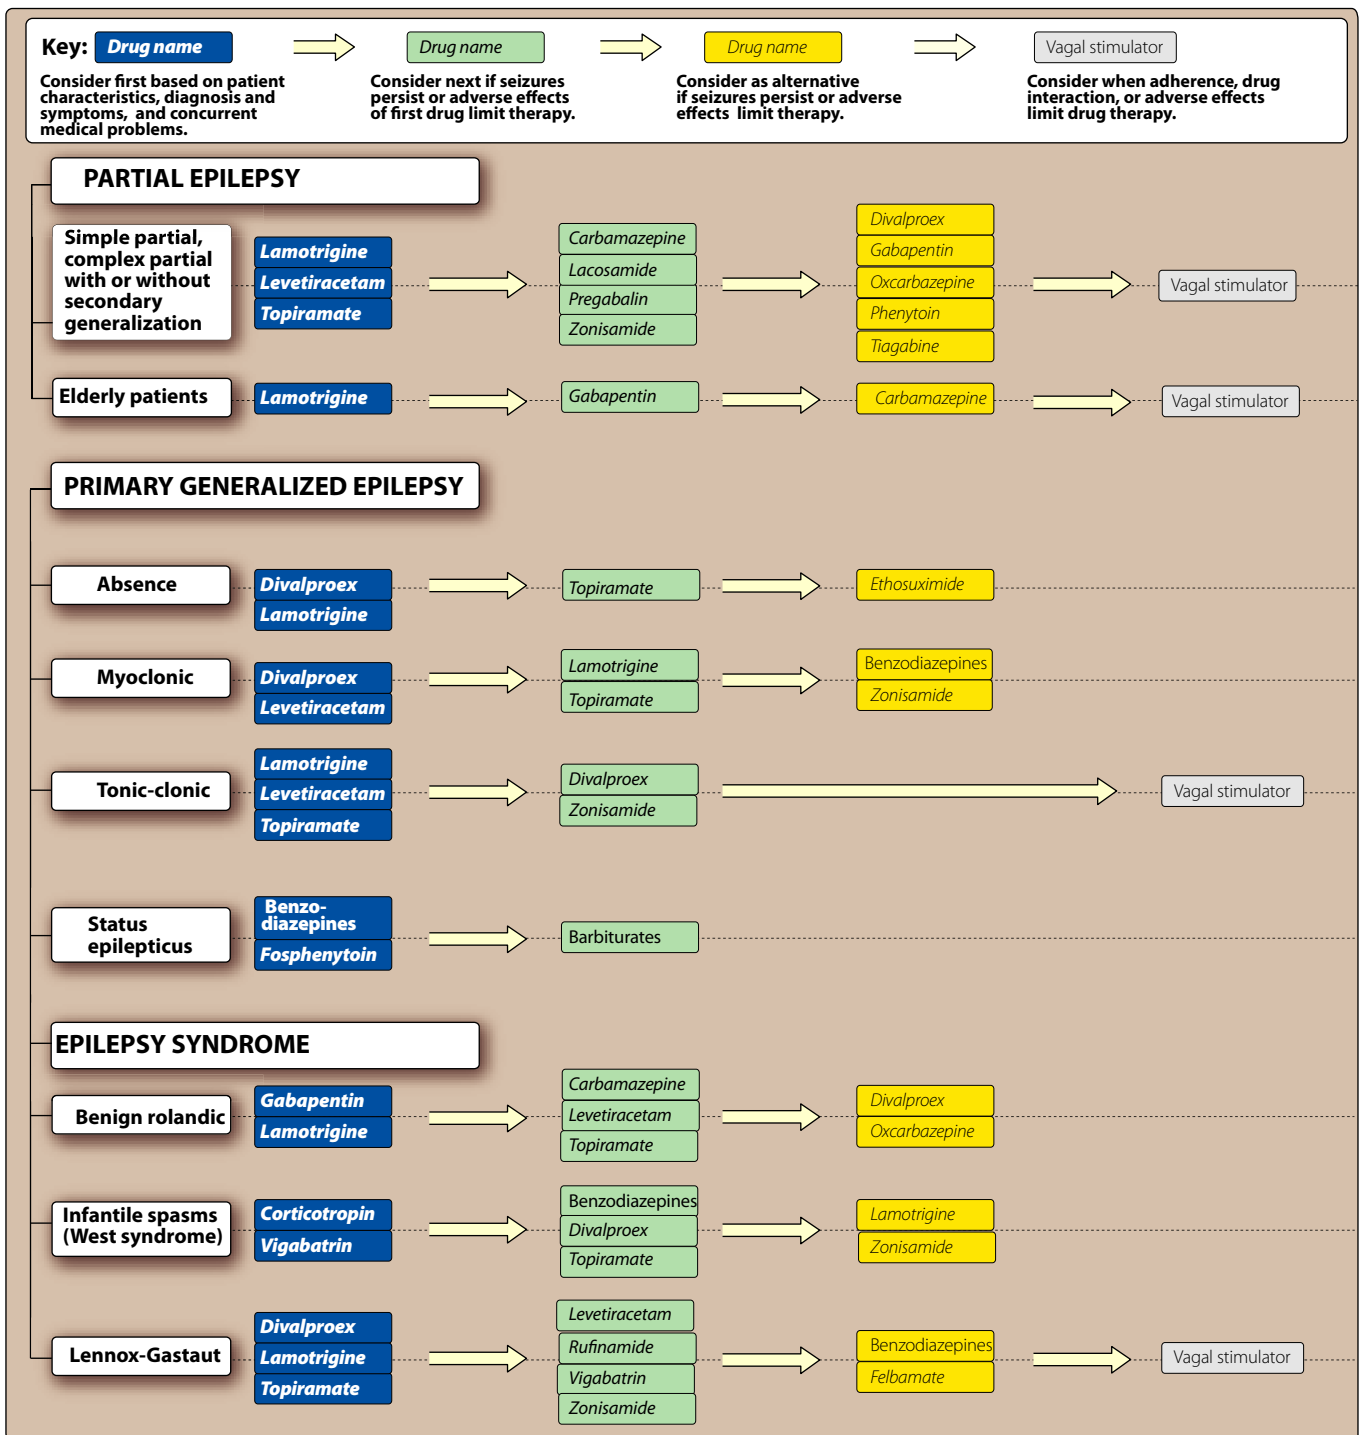 Key:
Drug name
Drug name
Drug name
Vagal stimulator
Consider first based on patient
characteristics, diagnosis and
symptoms, and concurrent
medical problems.
Consider next if seizures
persist or adverse effects
of first drug limit therapy.
Consider as alternative
if seizures persist or adverse
effects limit therapy.
Consider when adherence, drug
interaction, or adverse effects
limit drug therapy.
PARTIAL EPILEPSY
Simple partial,
complex partial
with or without
secondary
generalization
Lamotrigine
Levetiracetam
Topiramate
Carbamazepine
Lacosamide
Pregabalin
Zonisamide
Divalproex
Gabapentin
Oxcarbazepine
Phenytoin
Tiagabine
Vagal stimulator
Elderly patients
Lamotrigine
Gabapentin
Carbamazepine
Vagal stimulator
PRIMARY GENERALIZED EPILEPSY
Absence
Divalproex
Lamotrigine
Topiramate
Ethosuximide
Myoclonic
Divalproex
Levetiracetam
Lamotrigine
Topiramate
Benzodiazepines
Zonisamide
Tonic-clonic
Lamotrigine
Levetiracetam
Topiramate
Divalproex
Zonisamide
Vagal stimulator
Status
epilepticus
Benzo-
diazepines
Fosphenytoin
Barbiturates
EPILEPSY SYNDROME
Benign rolandic
Gabapentin
Lamotrigine
Carbamazepine
Levetiracetam
Topiramate
Divalproex
Oxcarbazepine
Infantile spasms
(West syndrome)
Corticotropin
Vigabatrin
Benzodiazepines
Divalproex
Topiramate
Lamotrigine
Zonisamide
Lennox-Gastaut
Divalproex
Lamotrigine
Topiramate
Levetiracetam
Rufinamide
Vigabatrin
Zonisamide
Benzodiazepines
Felbamate
Vagal stimulator